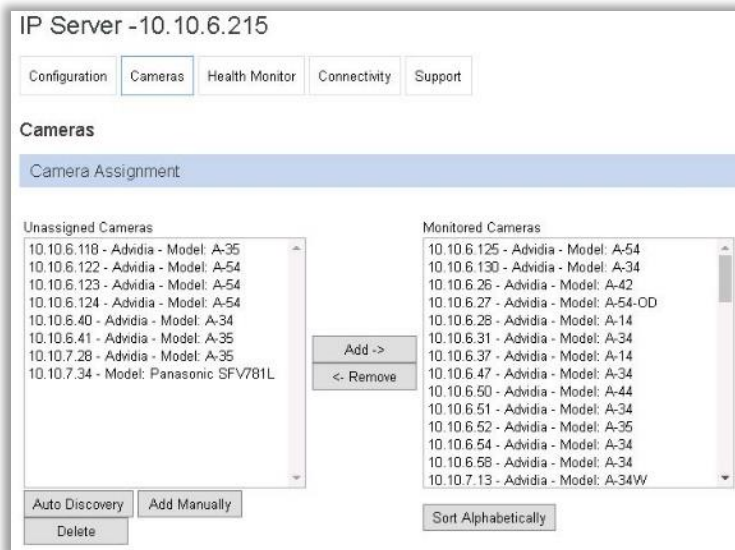 IP Server -10.10.6.215
Configuration
Cameras
Health Monitor
Connectivity
Support
Cameras
Camera Assignment
Unassigned Cameras
10.10.6.118 - Advidia - Model: A-35
10.10.6.122 - Advidia - Model: A-54
10.10.6.123 - Advidia - Model: A-54
10.10.6.124 - Advidia - Model: A-54
10.10.6.40 - Advidia - Model: A-34
10.10.6.41 - Advidia - Model: A-35
10.10.7.28 - Advidia - Model: A-35
10.10.7.34 - Model: Panasonic SFV781L
Auto Discovery
Add Manually
Delete
Add ->
<- Remove
Monitored Cameras
10.10.6.125 - Advidia - Model: A-54
10.10.6.130 - Advidia - Model: A-34
10.10.6.26 - Advidia - Model: A-42
10.10.6.27 - Advidia - Model: A-54-OD
10.10.6.28 - Advidia - Model: A-14
10.10.6.31 - Advidia - Model: A-34
10.10.6.37 - Advidia - Model: A-14
10.10.6.47 - Advidia - Model: A-34
10.10.6.50 - Advidia - Model: A-44
10.10.6.51 - Advidia - Model: A-34
10.10.6.52 - Advidia - Model: A-35
10.10.6.54 - Advidia - Model: A-34
10.10.6.58 - Advidia - Model: A-34
10.10.7.13 - Advidia - Model: A-34W
Sort Alphabetically